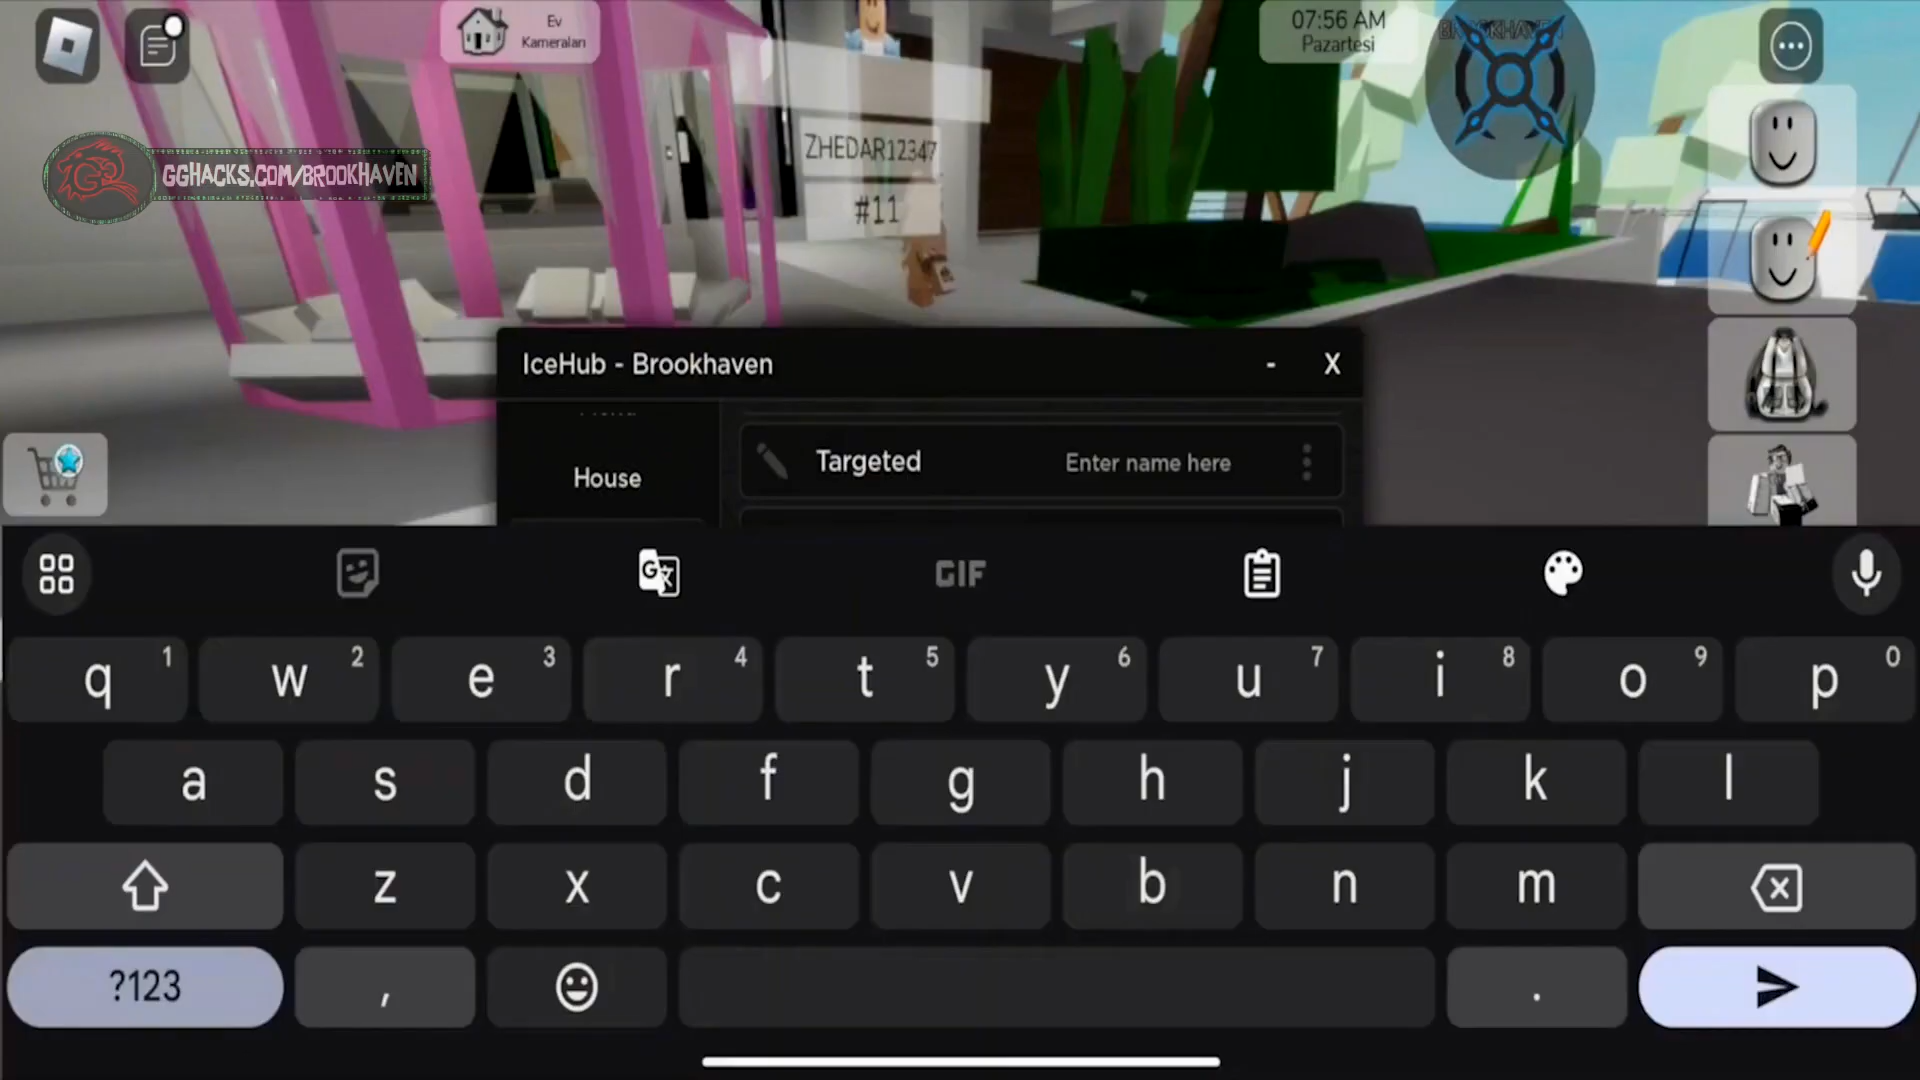 Ev
Kameraları
07:56 AM
Pazartesi
BROOKHAVEN
GGHACKS.COM/BROOKHAVEN
ZHEDAR12347
#11
IceHub - Brookhaven
-
X
House
Targeted
Enter name here
GIF
q 1 w 2 e 3 r 4 t 5 y 6 u 7 i 8 o 9 p 0
a s d f g h j k l
z x c v b n m
?123 , .